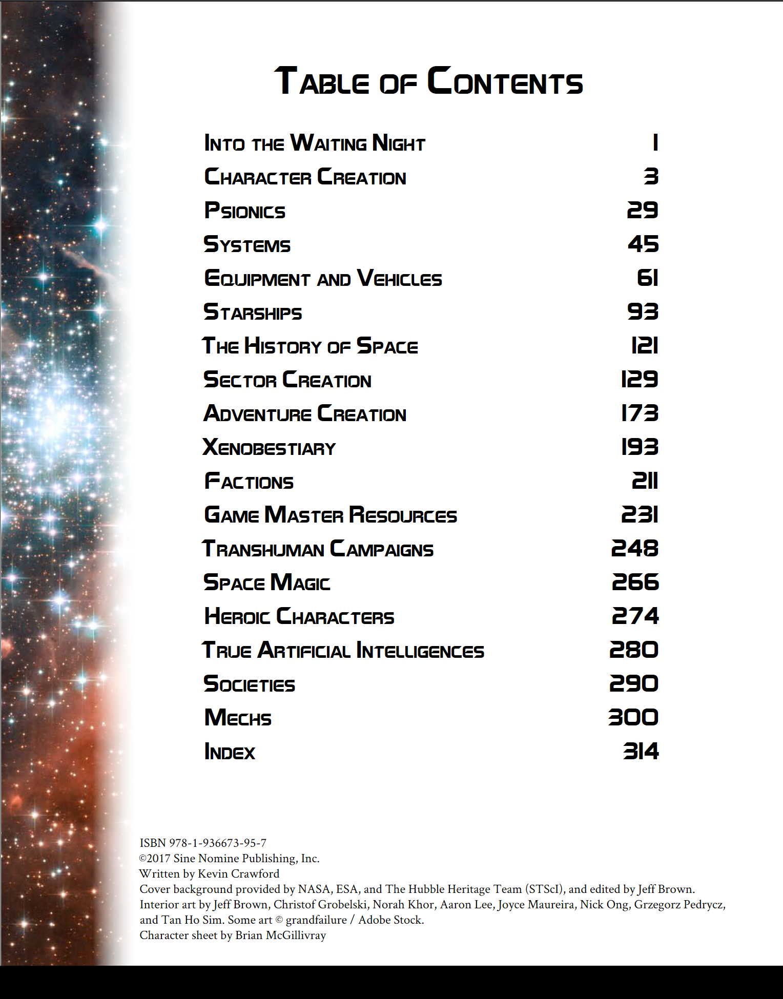 Table of Contents
Into the Waiting Night 1
Character Creation 3
Psionics 29
Systems 45
Equipment and Vehicles 61
Starships 93
The History of Space 121
Sector Creation 129
Adventure Creation 173
Xenobestiary 193
Factions 211
Game Master Resources 231
Transhuman Campaigns 248
Space Magic 266
Heroic Characters 274
True Artificial Intelligences 280
Societies 290
Mechs 300
Index 314
ISBN 978-1-936673-95-7
©2017 Sine Nomine Publishing, Inc.
Written by Kevin Crawford
Cover background provided by NASA, ESA, and The Hubble Heritage Team (STScI), and edited by Jeff Brown.
Interior art by Jeff Brown, Christof Grobelski, Norah Khor, Aaron Lee, Joyce Maureira, Nick Ong, Grzegorz Pedrycz,
and Tan Ho Sim. Some art © grandfailure / Adobe Stock.
Character sheet by Brian McGillivray